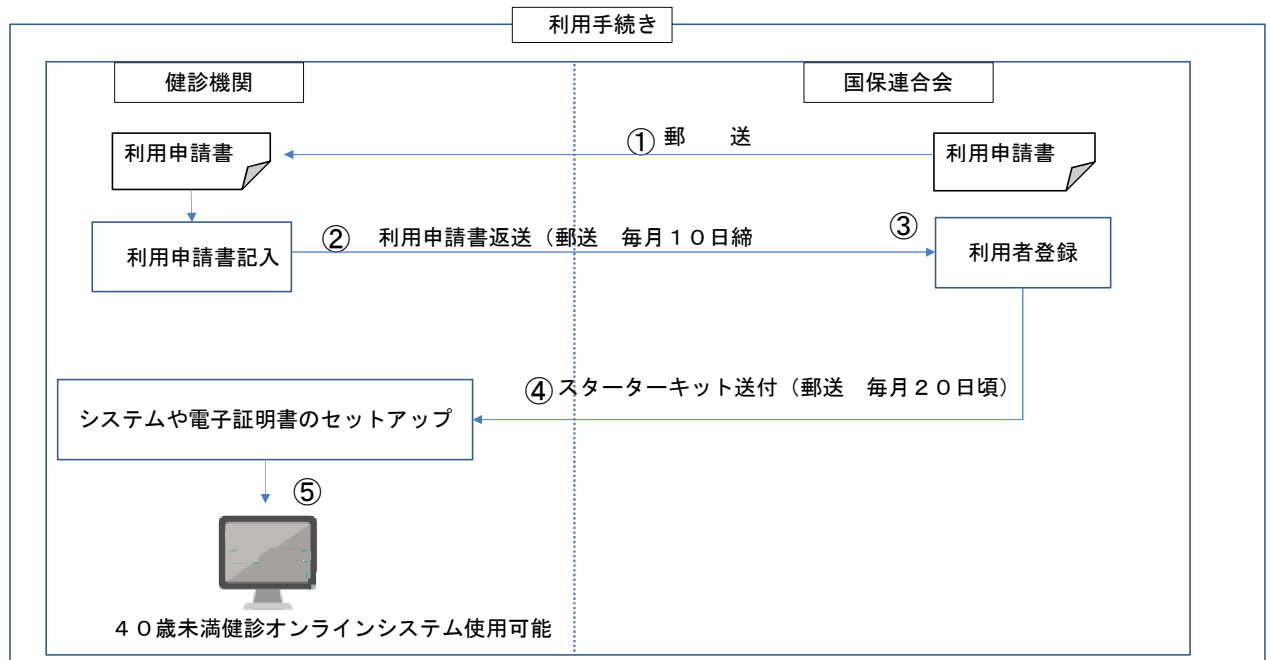 利用手続き
健診機関
国保連合会
①郵　　送
利用申請書
利用申請書
利用申請書記入
②　利用申請書返送（郵送　毎月１０日締
③
利用者登録
④スターターキット送付（郵送　毎月２０日頃）
システムや電子証明書のセットアップ
⑤
４０歳未満健診オンラインシステム使用可能